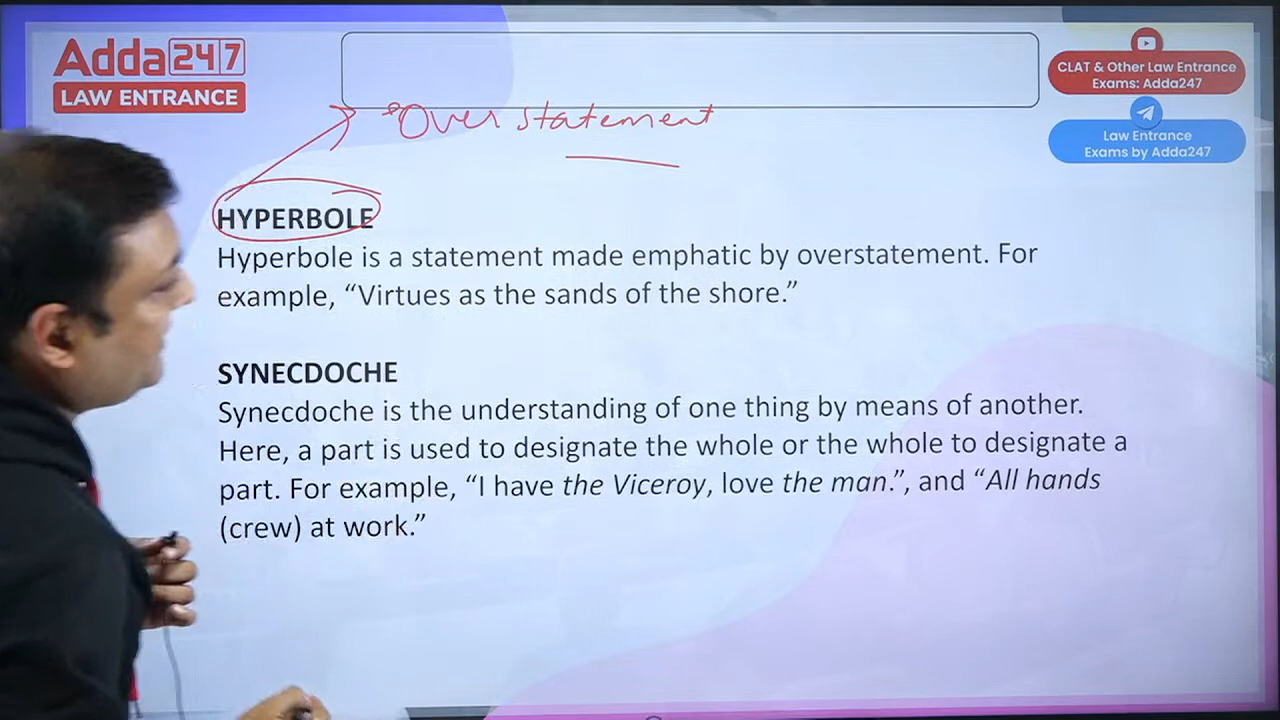 Adda247
LAW ENTRANCE
CLAT & Other Law Entrance
Exams: Adda247
Law Entrance
Exams by Adda247
Over statement
HYPERBOLE
Hyperbole is a statement made emphatic by overstatement. For
example, “Virtues as the sands of the shore.”
SYNECDOCHE
Synecdoche is the understanding of one thing by means of another.
Here, a part is used to designate the whole or the whole to designate a
part. For example, “I have the Viceroy, love the man.”, and “All hands
(crew) at work.”